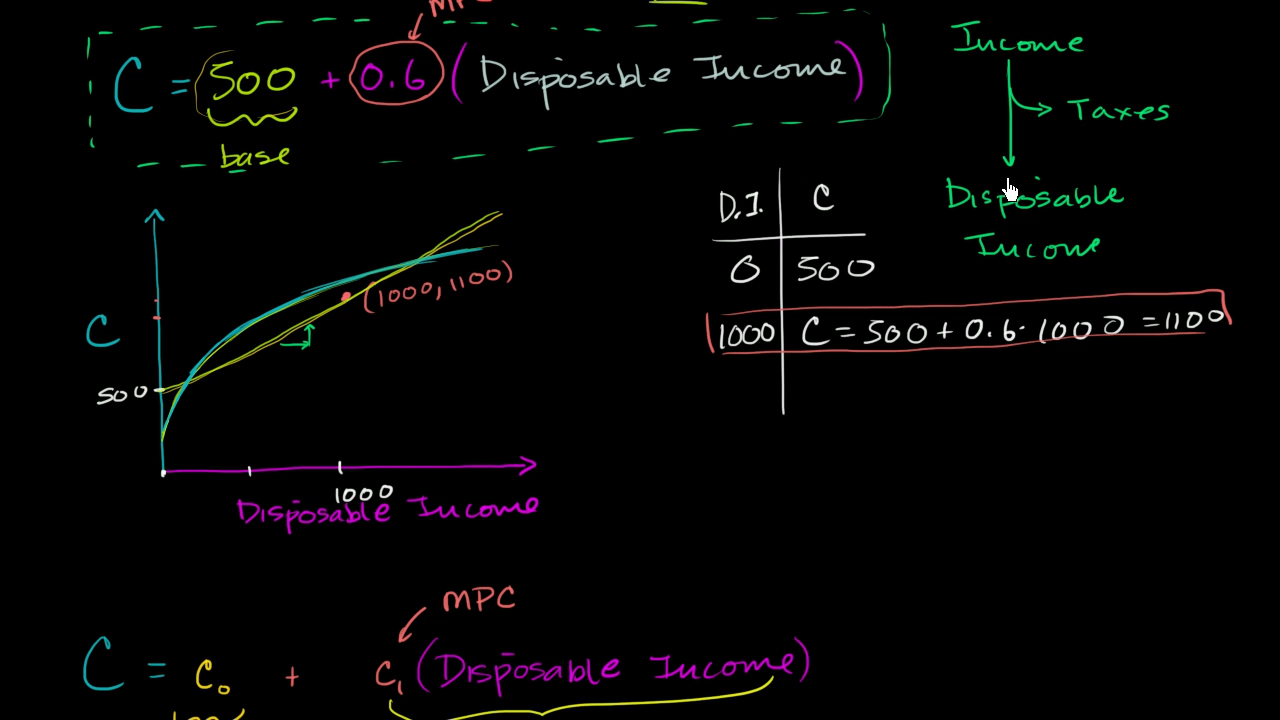 MPC
C = 500 + 0.6 (Disposable Income)
base
Income
Taxes
Disposable
Income
D.I. C
0 500
1000 C = 500 + 0.6 · 1000 = 1100
C
500
(1000, 1100)
1000
Disposable Income
MPC
C = C₀ + C₁ (Disposable Income)